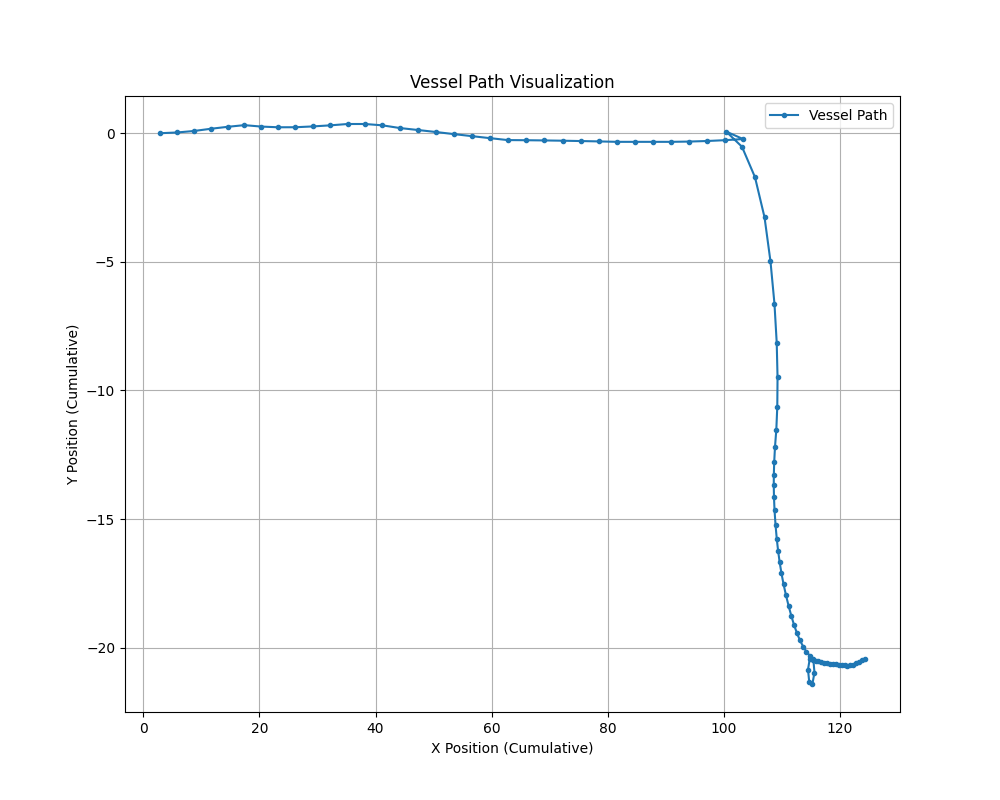 Vessel Path Visualization
Vessel Path
Y Position (Cumulative)
0
−5
−10
−15
−20
0 20 40 60 80 100 120
X Position (Cumulative)